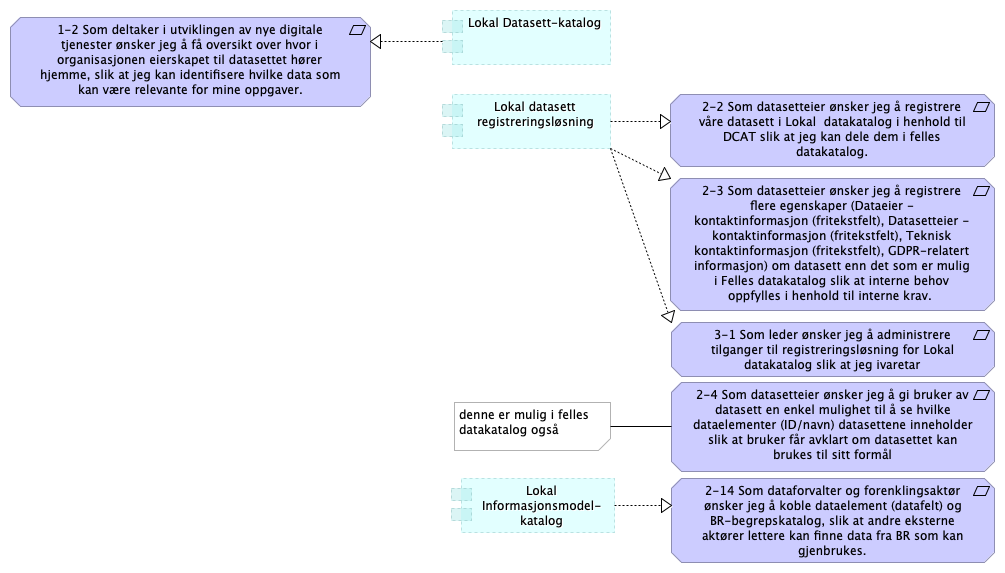 1-2 Som deltaker i utviklingen av nye digitale
tjenester ønsker jeg å få oversikt over hvor i
organisasjonen eierskapet til datasettet hører
hjemme, slik at jeg kan identifisere hvilke data som
kan være relevante for mine oppgaver.
Lokal Datasett-katalog
Lokal datasett
registreringsløsning
2-2 Som datasetteier ønsker jeg å registrere
våre datasett i Lokal  datakatalog i henhold til
DCAT slik at jeg kan dele dem i felles
datakatalog.
2-3 Som datasetteier ønsker jeg å registrere
flere egenskaper (Dataeier -
kontaktinformasjon (fritekstfelt), Datasetteier -
kontaktinformasjon (fritekstfelt), Teknisk
kontaktinformasjon (fritekstfelt), GDPR-relatert
informasjon) om datasett enn det som er mulig
i Felles datakatalog slik at interne behov
oppfylles i henhold til interne krav.
3-1 Som leder ønsker jeg å administrere
tilganger til registreringsløsning for Lokal
datakatalog slik at jeg ivaretar
denne er mulig i felles
datakatalog også
2-4 Som datasetteier ønsker jeg å gi bruker av
datasett en enkel mulighet til å se hvilke
dataelementer (ID/navn) datasettene inneholder
slik at bruker får avklart om datasettet kan
brukes til sitt formål
Lokal
Informasjonsmodel-
katalog
2-14 Som dataforvalter og forenklingsaktør
ønsker jeg å koble dataelement (datafelt) og
BR-begrepskatalog, slik at andre eksterne
aktører lettere kan finne data fra BR som kan
gjenbrukes.